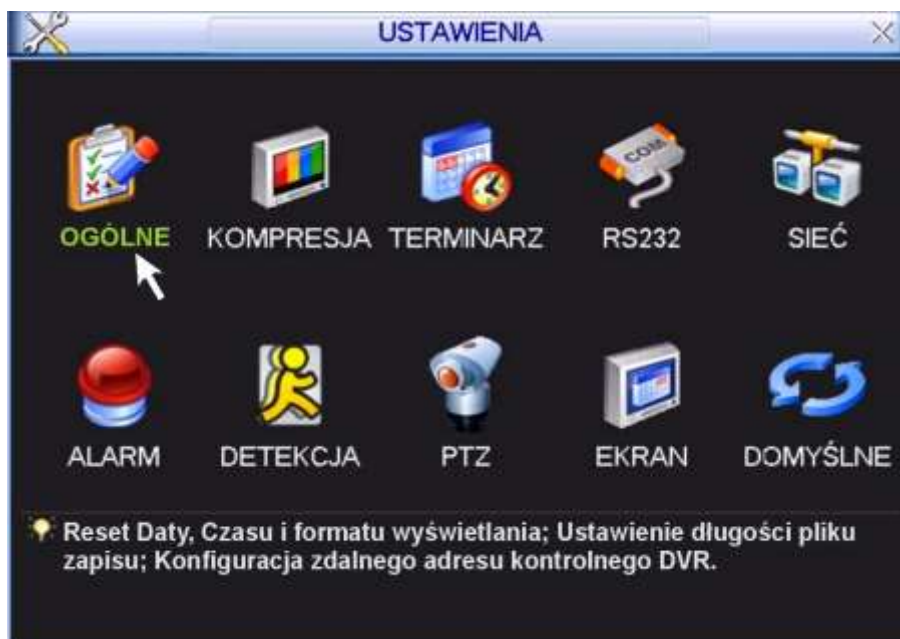 USTAWIENIA
OGÓLNE KOMPRESJA TERMINARZ RS232 SIEĆ
COM
ALARM DETEKCJA PTZ EKRAN DOMYŚLNE
Reset Daty, Czasu i formatu wyświetlania; Ustawienie długości pliku
zapisu; Konfiguracja zdalnego adresu kontrolnego DVR.